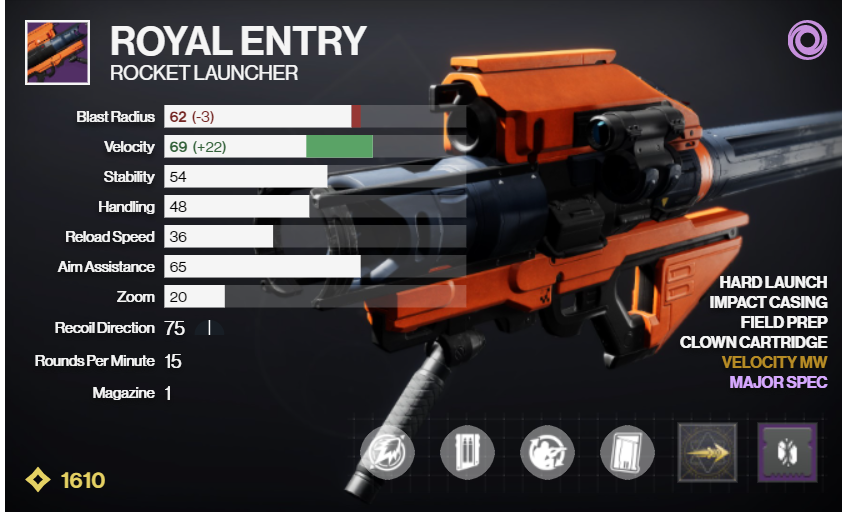 ROYAL ENTRY
ROCKET LAUNCHER
Blast Radius 62 (-3)
Velocity 69 (+22)
Stability 54
Handling 48
Reload Speed 36
Aim Assistance 65
Zoom 20
Recoil Direction 75
Rounds Per Minute 15
Magazine 1
HARD LAUNCH
IMPACT CASING
FIELD PREP
CLOWN CARTRIDGE
VELOCITY MW
MAJOR SPEC
1610